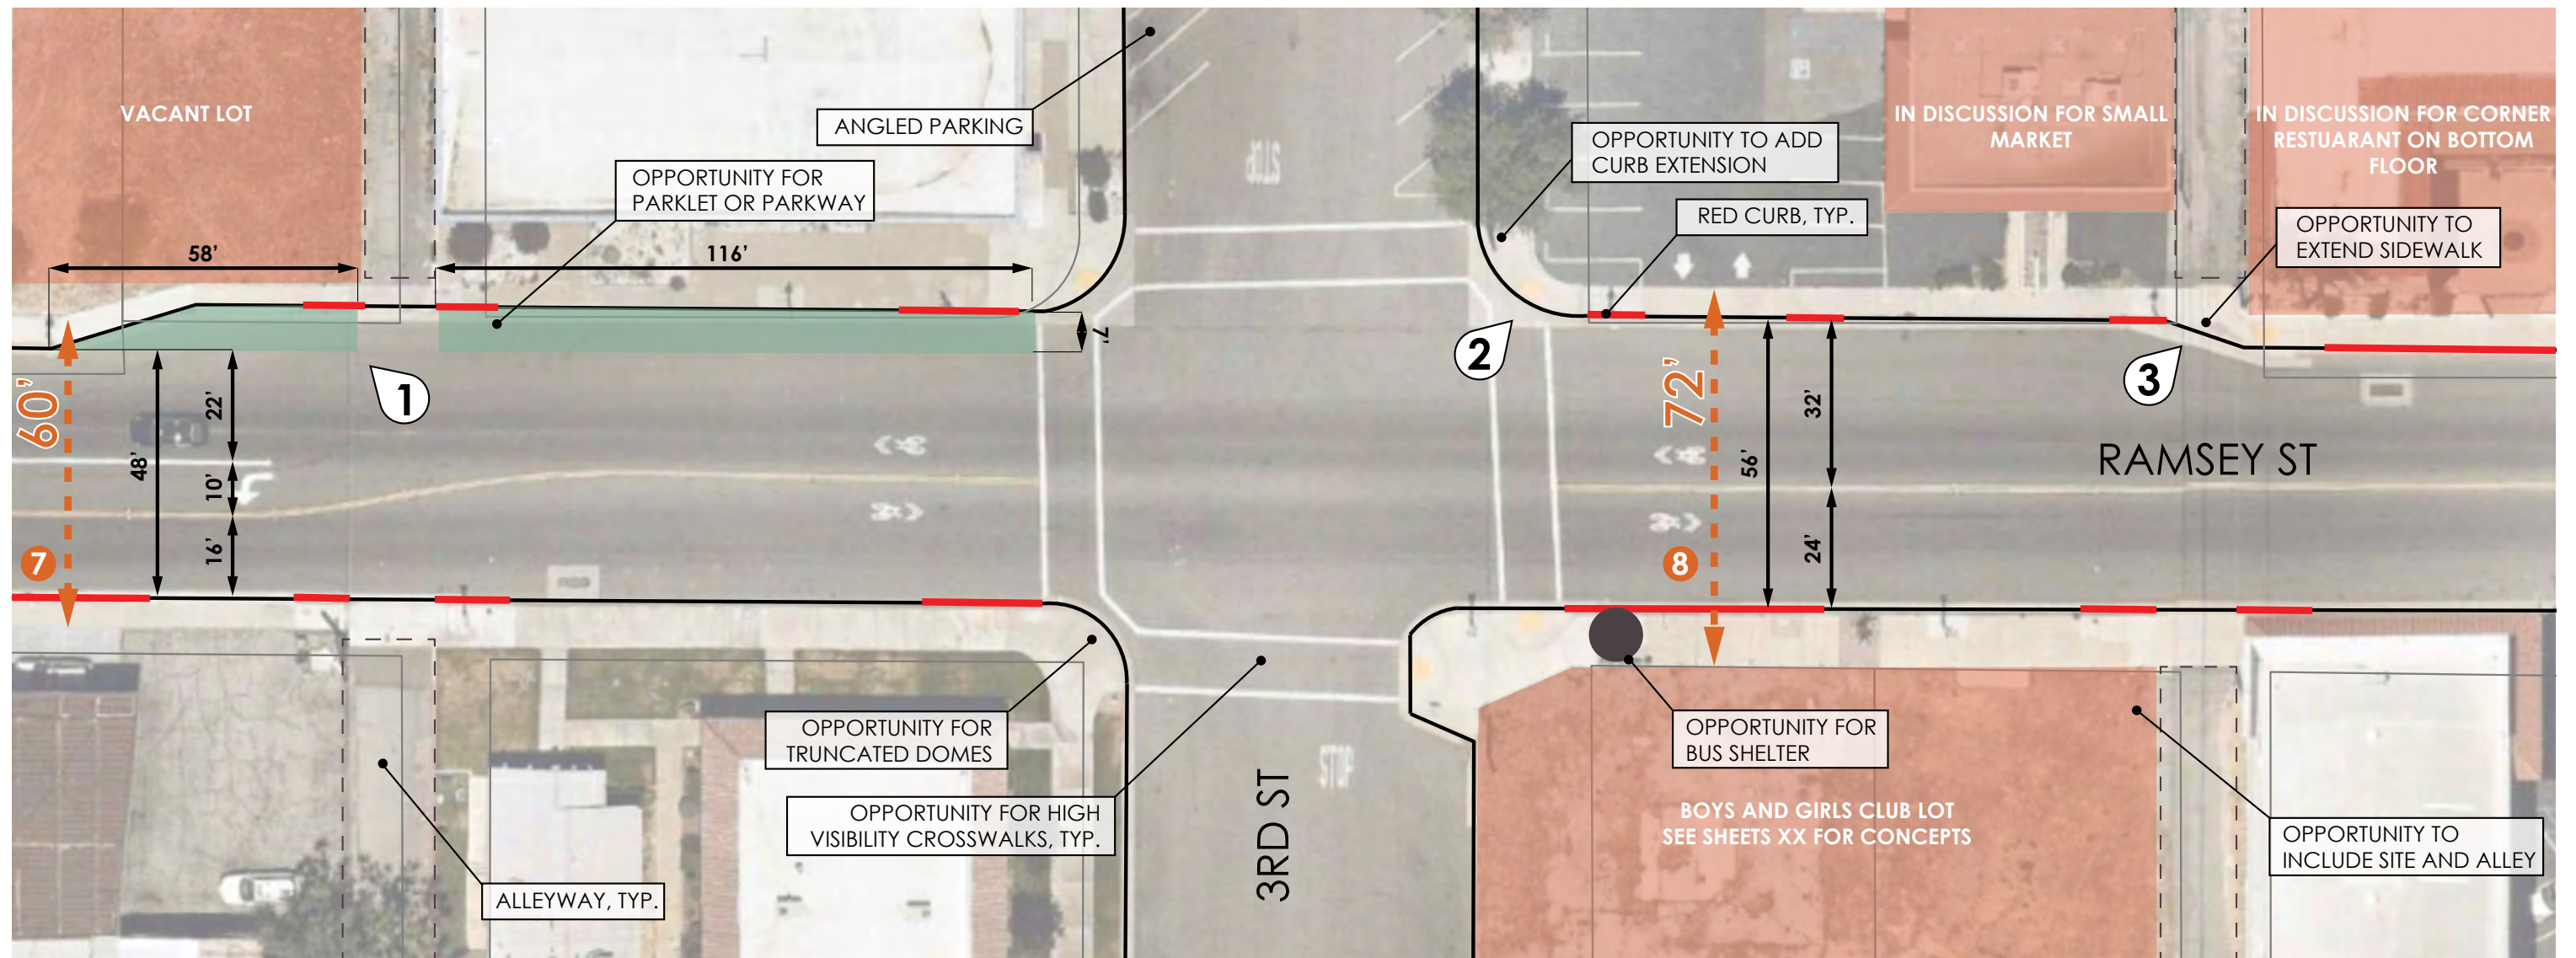 VACANT LOT
ANGLED PARKING
OPPORTUNITY FOR
PARKLET OR PARKWAY
STOP
OPPORTUNITY TO ADD
CURB EXTENSION
RED CURB, TYP.
IN DISCUSSION FOR SMALL
MARKET
IN DISCUSSION FOR CORNER
RESTUARANT ON BOTTOM
FLOOR
OPPORTUNITY TO
EXTEND SIDEWALK
58’
116’
7’
1
2
3
60’
48’
22’
10’
16’
7
72’
56’
32’
24’
8
RAMSEY ST
3RD ST
STOP
OPPORTUNITY FOR
TRUNCATED DOMES
OPPORTUNITY FOR HIGH
VISIBILITY CROSSWALKS, TYP.
ALLEYWAY, TYP.
OPPORTUNITY FOR
BUS SHELTER
BOYS AND GIRLS CLUB LOT
SEE SHEETS XX FOR CONCEPTS
OPPORTUNITY TO
INCLUDE SITE AND ALLEY